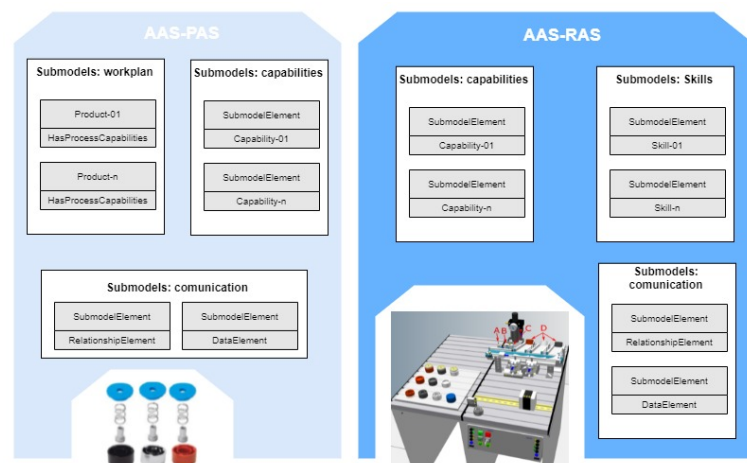 AAS-PAS
Submodels: workplan
Product-01
HasProcessCapabilities
Product-n
HasProcessCapabilities
Submodels: capabilities
SubmodelElement
Capability-01
SubmodelElement
Capability-n
Submodels: comunication
SubmodelElement
RelationshipElement
SubmodelElement
DataElement
AAS-RAS
Submodels: capabilities
SubmodelElement
Capability-01
SubmodelElement
Capability-n
Submodels: Skills
SubmodelElement
Skill-01
SubmodelElement
Skill-n
Submodels:
comunication
SubmodelElement
RelationshipElement
SubmodelElement
DataElement
A B C D